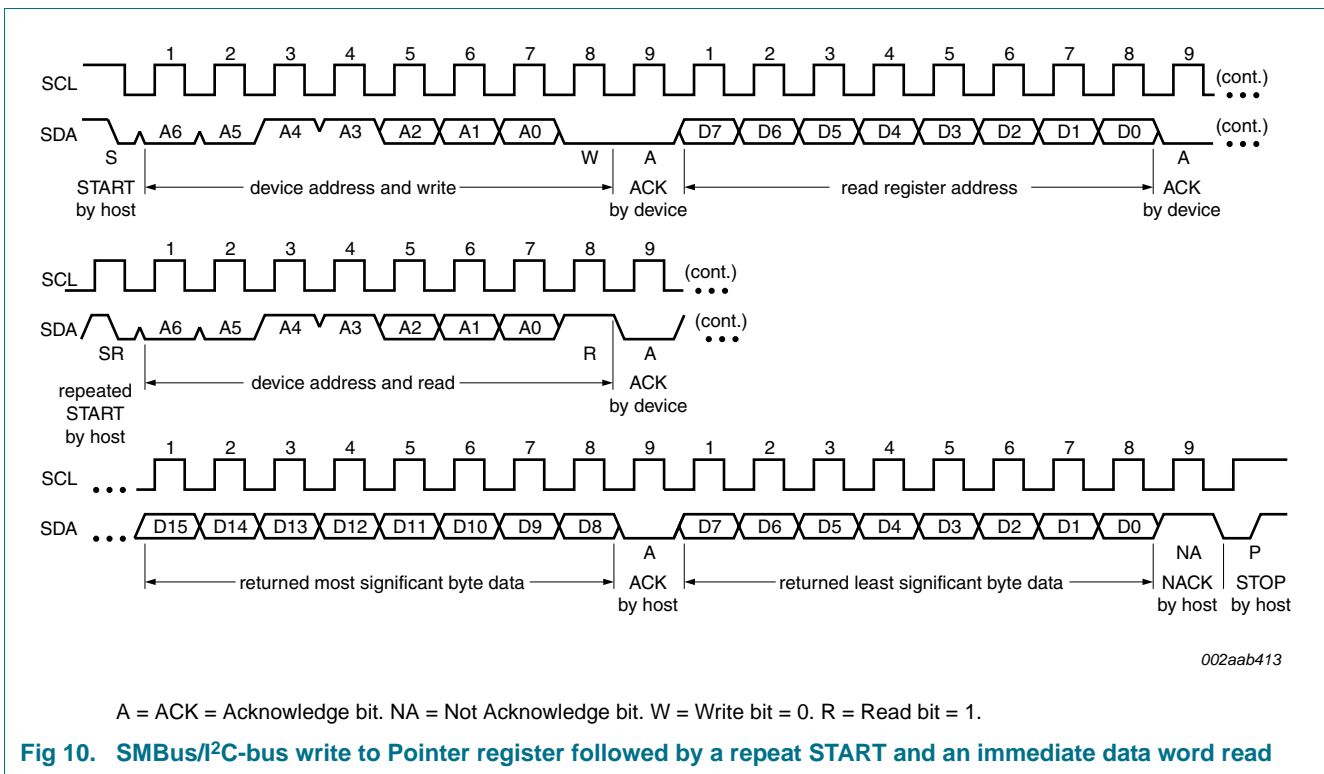 1 2 3 4 5 6 7 8 9 1 2 3 4 5 6 7 8 9
SCL (cont.)
SDA A6 A5 A4 A3 A2 A1 A0 D7 D6 D5 D4 D3 D2 D1 D0 (cont.)
S W A A
START by host
device address and write
ACK by device
read register address
ACK by device
1 2 3 4 5 6 7 8 9
SCL (cont.)
SDA A6 A5 A4 A3 A2 A1 A0 (cont.)
SR R A
repeated START by host
device address and read
ACK by device
1 2 3 4 5 6 7 8 9 1 2 3 4 5 6 7 8 9
SCL
SDA D15 D14 D13 D12 D11 D10 D9 D8 D7 D6 D5 D4 D3 D2 D1 D0
A NA P
returned most significant byte data
ACK by host
returned least significant byte data
NACK by host
STOP by host
002aab413
A = ACK = Acknowledge bit. NA = Not Acknowledge bit. W = Write bit = 0. R = Read bit = 1.
Fig 10. SMBus/I²C-bus write to Pointer register followed by a repeat START and an immediate data word read